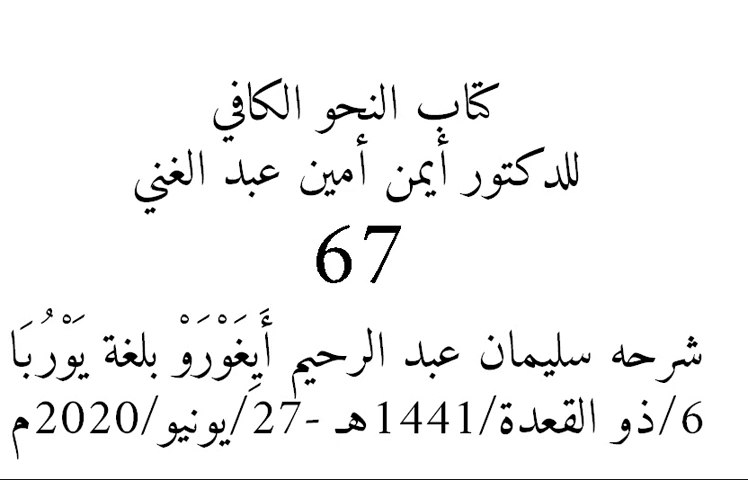 كتاب النحو الكافي
للدكتور أيمن أمين عبد الغني
67
شرحه سليمان عبد الرحيم أَيِغَوْرَوْ بلغة يَوْرُبَا
6/ذو القعدة/1441هـ -27/يونيو/2020م